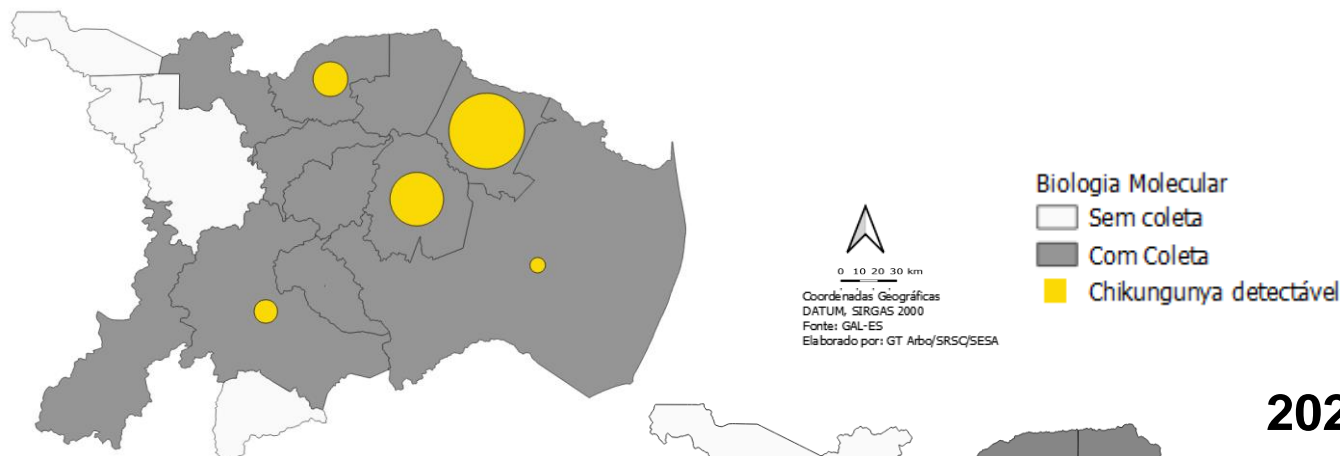 Biologia Molecular
Sem coleta
Com Coleta
Chikungunya detectável
0 10 20 30 km
Coordenadas Geográficas
DATUM, SIRGAS 2000
Fonte: GAL-ES
Elaborado por: GT Arbo/SRSC/SESA
202